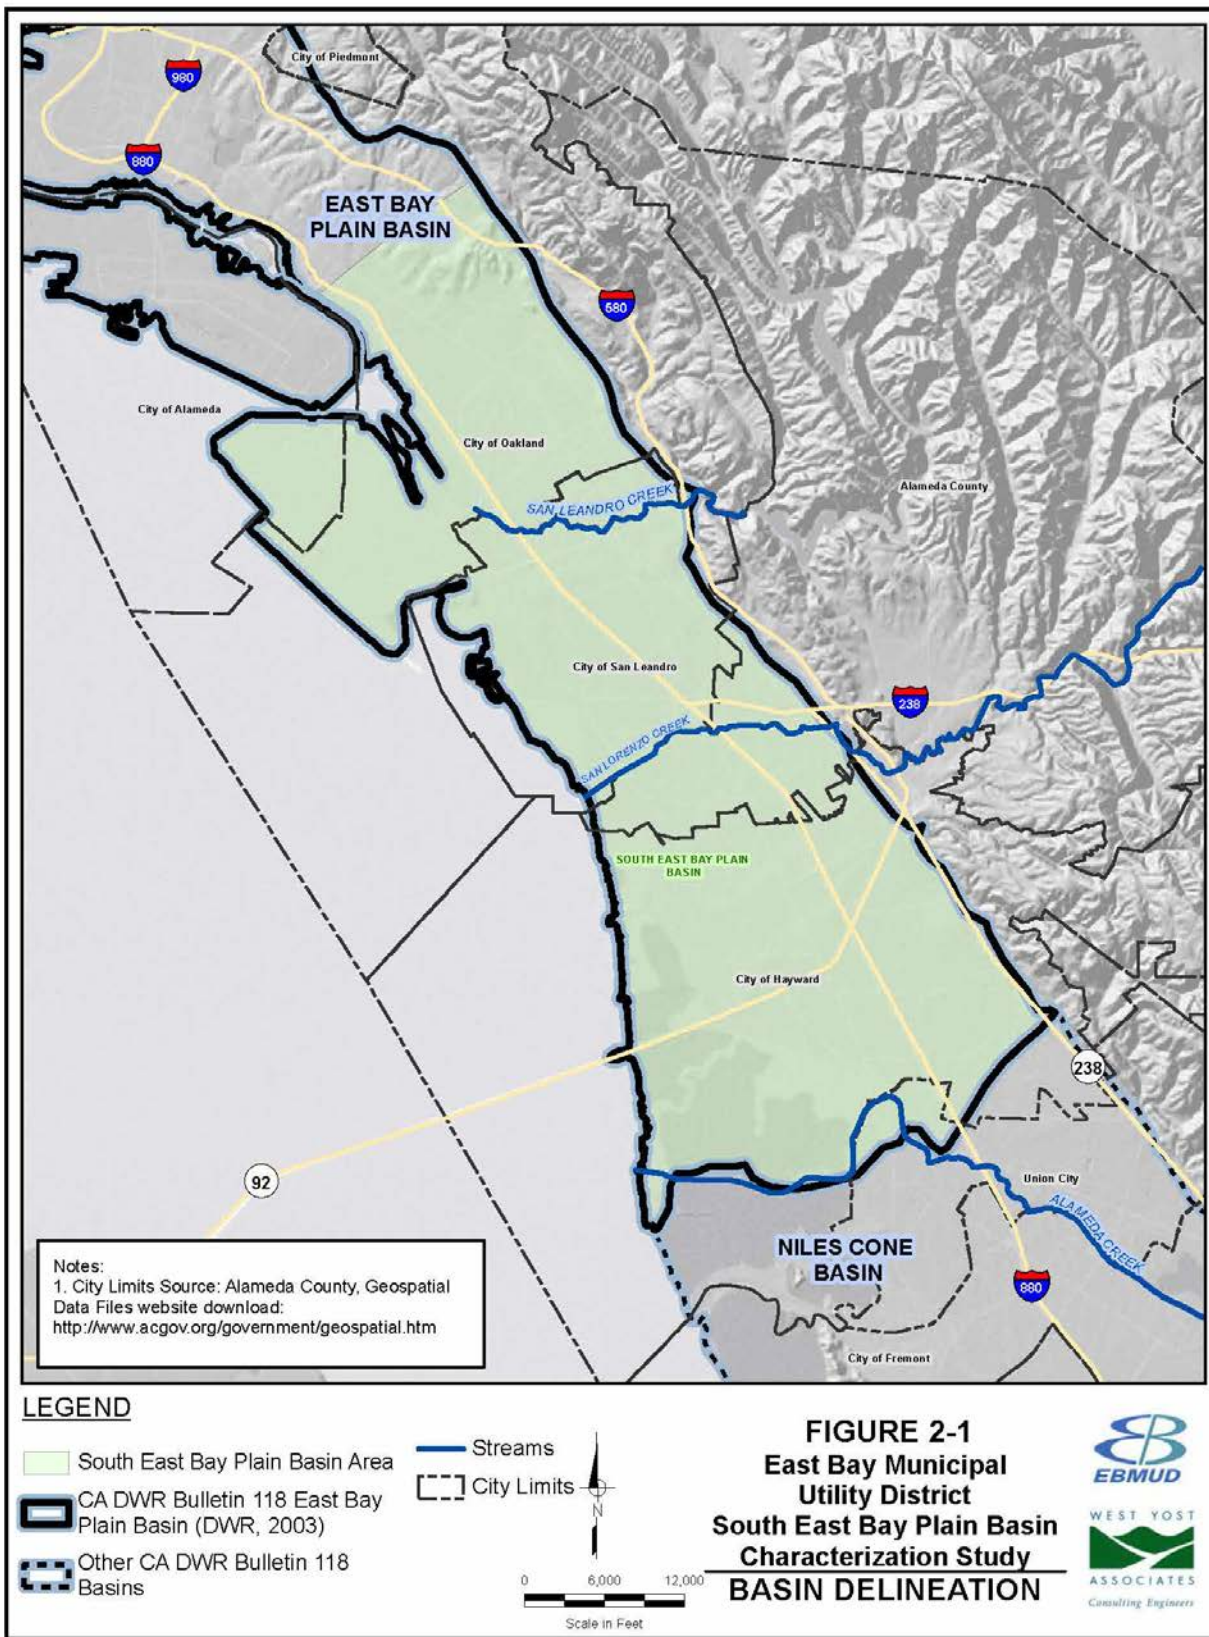 City of Piedmont
980
880
EAST BAY
PLAIN BASIN
580
City of Alameda
City of Oakland
SAN LEANDRO CREEK
Alameda County
City of San Leandro
238
SAN LORENZO CREEK
SOUTH EAST BAY PLAIN
BASIN
City of Hayward
238
92
Union City
ALAMEDA CREEK
NILES CONE
BASIN
880
City of Fremont
Notes:
1. City Limits Source: Alameda County, Geospatial
Data Files website download:
http://www.acgov.org/government/geospatial.htm
LEGEND
South East Bay Plain Basin Area
CA DWR Bulletin 118 East Bay
Plain Basin (DWR, 2003)
Other CA DWR Bulletin 118
Basins
Streams
City Limits
N
0 6,000 12,000
Scale in Feet
FIGURE 2-1
East Bay Municipal
Utility District
South East Bay Plain Basin
Characterization Study
BASIN DELINEATION
EBMUD
WEST YOST
ASSOCIATES
Consulting Engineers